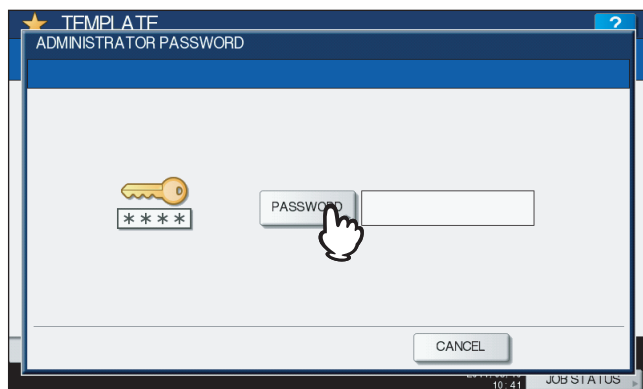 TEMPLATE
?
ADMINISTRATOR PASSWORD
PASSWORD
****
CANCEL
10:41
JOB STATUS